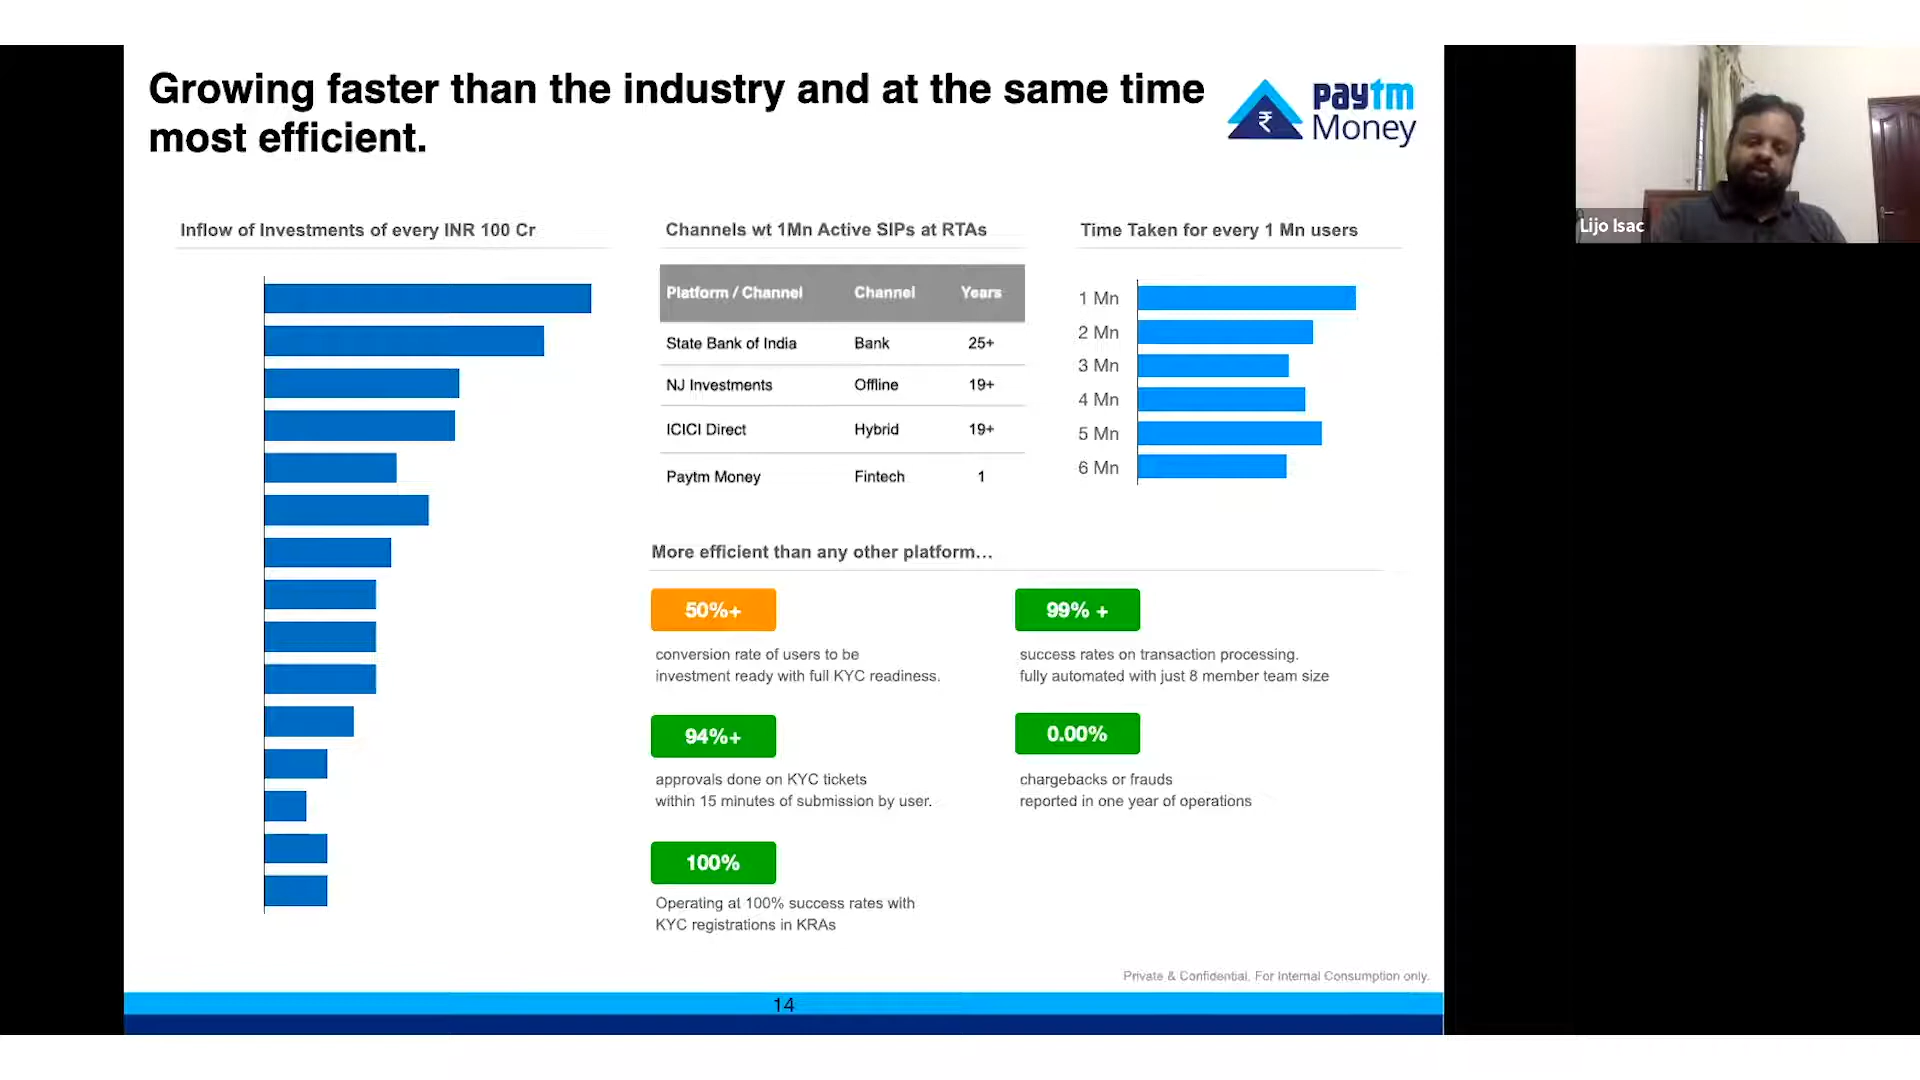 Growing faster than the industry and at the same time
most efficient.
₹
paytm
Money
Lijo Isac
Inflow of Investments of every INR 100 Cr
Channels wt 1Mn Active SIPs at RTAs
Platform / Channel Channel Years
State Bank of India Bank 25+
NJ Investments Offline 19+
ICICI Direct Hybrid 19+
Paytm Money Fintech 1
Time Taken for every 1 Mn users
1 Mn
2 Mn
3 Mn
4 Mn
5 Mn
6 Mn
More efficient than any other platform...
50%+
conversion rate of users to be
investment ready with full KYC readiness.
99% +
success rates on transaction processing.
fully automated with just 8 member team size
94%+
approvals done on KYC tickets
within 15 minutes of submission by user.
0.00%
chargebacks or frauds
reported in one year of operations
100%
Operating at 100% success rates with
KYC registrations in KRAs
Private & Confidential. For Internal Consumption only.
14